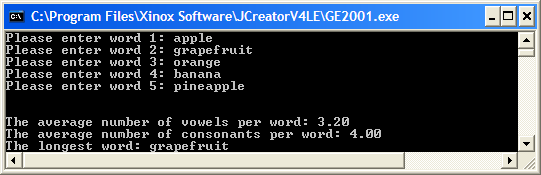 C:\Program Files\Xinox Software\JCreatorV4LE\GE2001.exe
Please enter word 1: apple
Please enter word 2: grapefruit
Please enter word 3: orange
Please enter word 4: banana
Please enter word 5: pineapple
The average number of vowels per word: 3.20
The average number of consonants per word: 4.00
The longest word: grapefruit